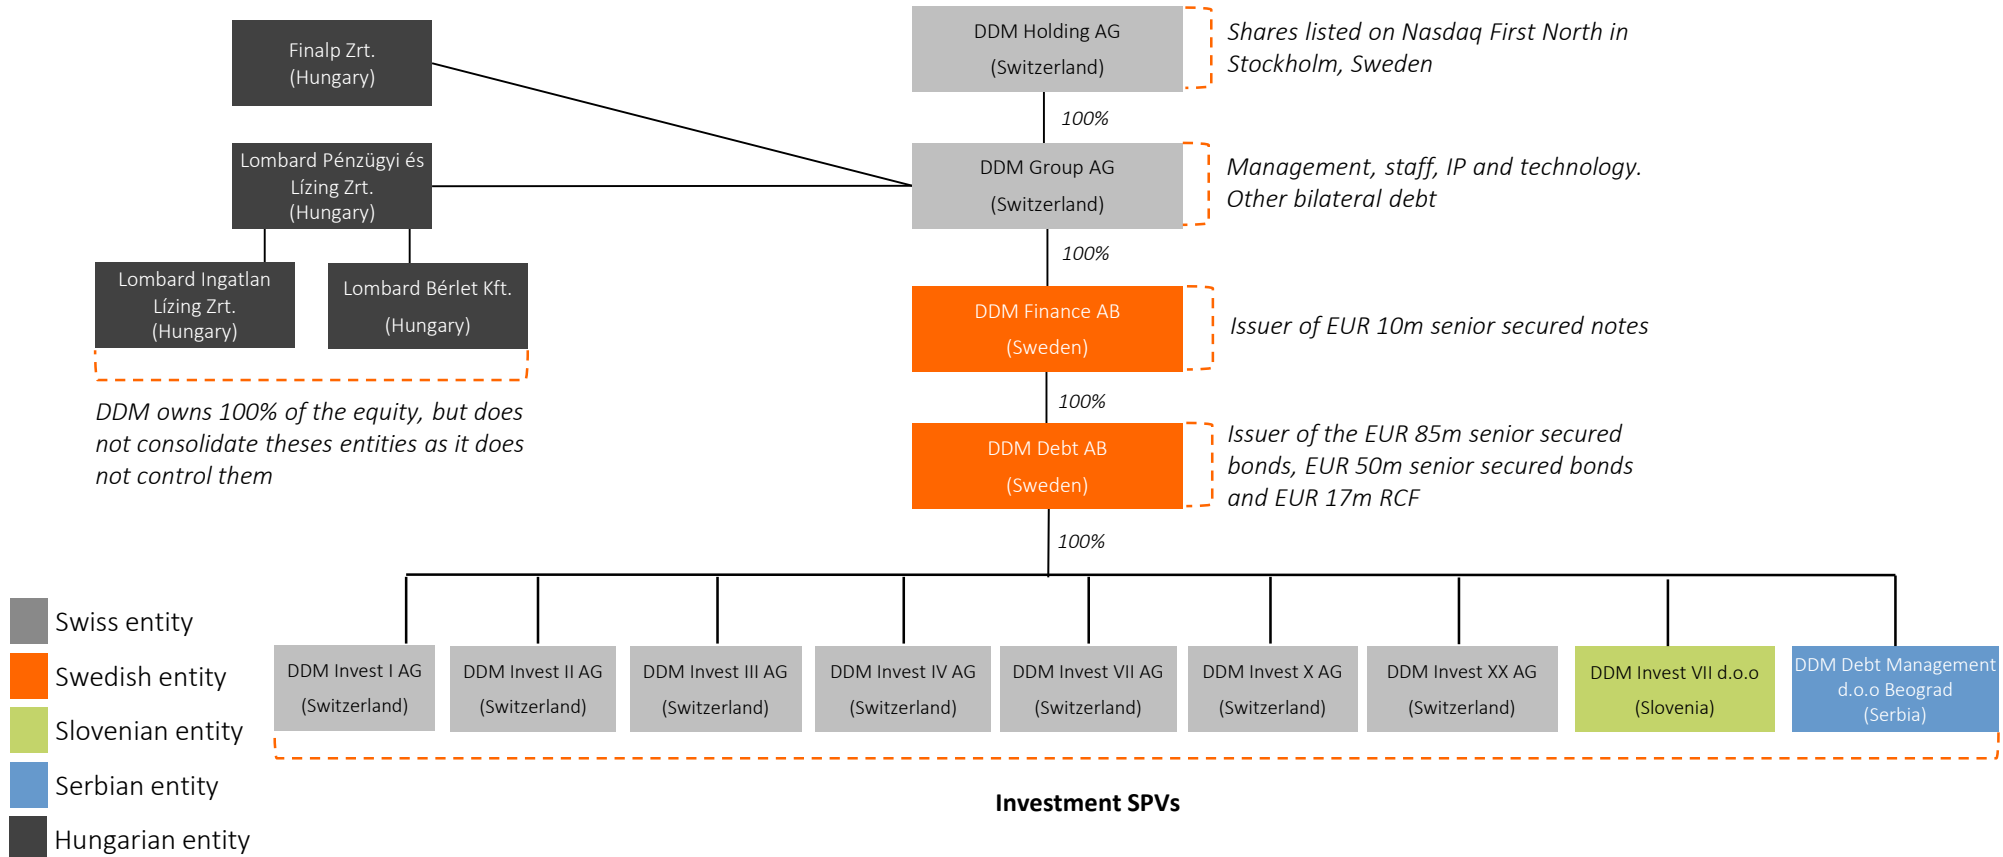 Finalp Zrt.
(Hungary)
DDM Holding AG
(Switzerland)
Shares listed on Nasdaq First North in
Stockholm, Sweden
100%
Lombard Pénzügyi és
Lízing Zrt.
(Hungary)
DDM Group AG
(Switzerland)
Management, staff, IP and technology.
Other bilateral debt
100%
Lombard Ingatlan
Lízing Zrt.
(Hungary)
Lombard Bérlet Kft.
(Hungary)
DDM Finance AB
(Sweden)
Issuer of EUR 10m senior secured notes
100%
DDM owns 100% of the equity, but does
not consolidate theses entities as it does
not control them
DDM Debt AB
(Sweden)
Issuer of the EUR 85m senior secured
bonds, EUR 50m senior secured bonds
and EUR 17m RCF
100%
Swiss entity
Swedish entity
Slovenian entity
Serbian entity
Hungarian entity
DDM Invest I AG
(Switzerland)
DDM Invest II AG
(Switzerland)
DDM Invest III AG
(Switzerland)
DDM Invest IV AG
(Switzerland)
DDM Invest VII AG
(Switzerland)
DDM Invest X AG
(Switzerland)
DDM Invest XX AG
(Switzerland)
DDM Invest VII d.o.o
(Slovenia)
DDM Debt Management
d.o.o Beograd
(Serbia)
Investment SPVs